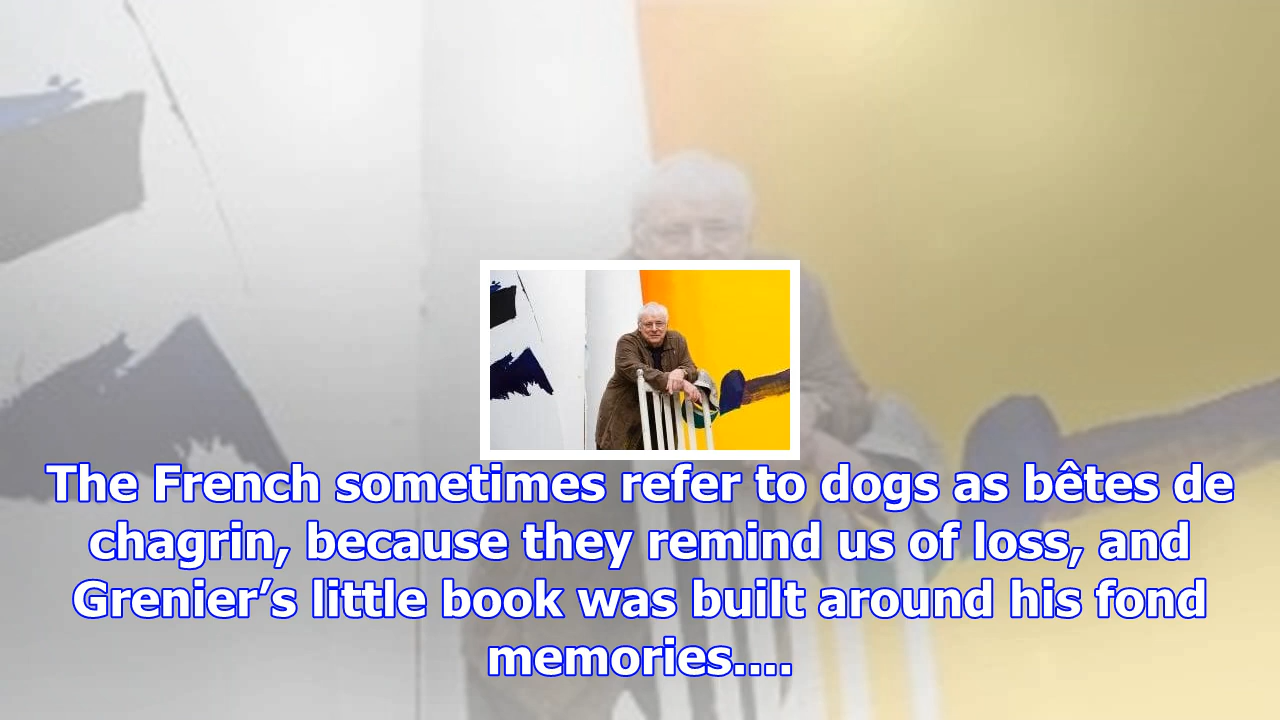 The French sometimes refer to dogs as bêtes de
chagrin, because they remind us of loss, and
Grenier’s little book was built around his fond
memories....